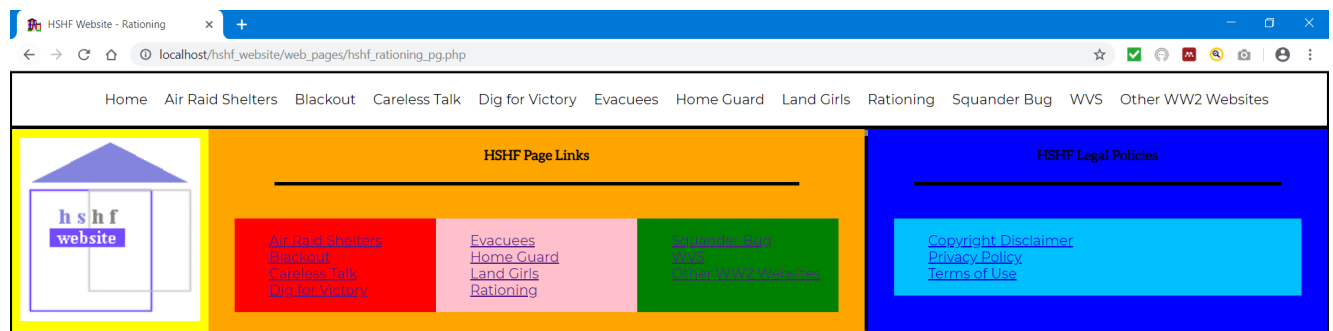 HSHF Website - Rationing
localhost/hshf_website/web_pages/hshf_rationing_pg.php
Home Air Raid Shelters Blackout Careless Talk Dig for Victory Evacuees Home Guard Land Girls Rationing Squander Bug WVS Other WW2 Websites
hshf
website
HSHF Page Links
Air Raid Shelters
Blackout
Careless Talk
Dig for Victory
Evacuees
Home Guard
Land Girls
Rationing
Squander Bug
WVS
Other WW2 Websites
HSHF Legal Policies
Copyright Disclaimer
Privacy Policy
Terms of Use